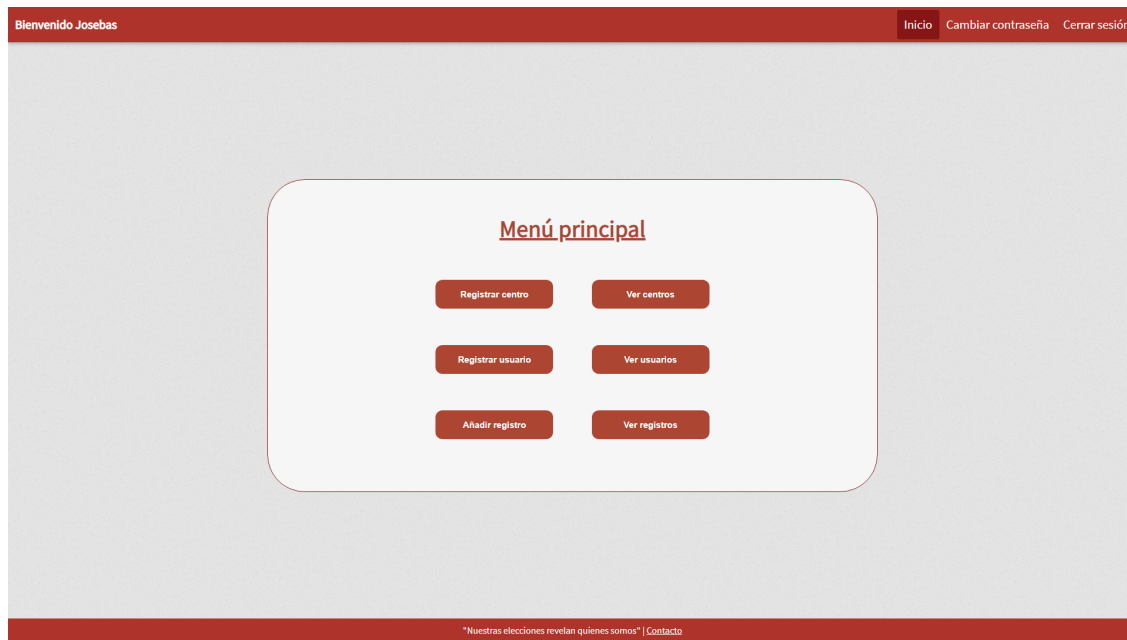 Bienvenido Josebas
Inicio Cambiar contraseña Cerrar sesión
Menú principal
Registrar centro Ver centros
Registrar usuario Ver usuarios
Añadir registro Ver registros
"Nuestras elecciones revelan quienes somos" | Contacto